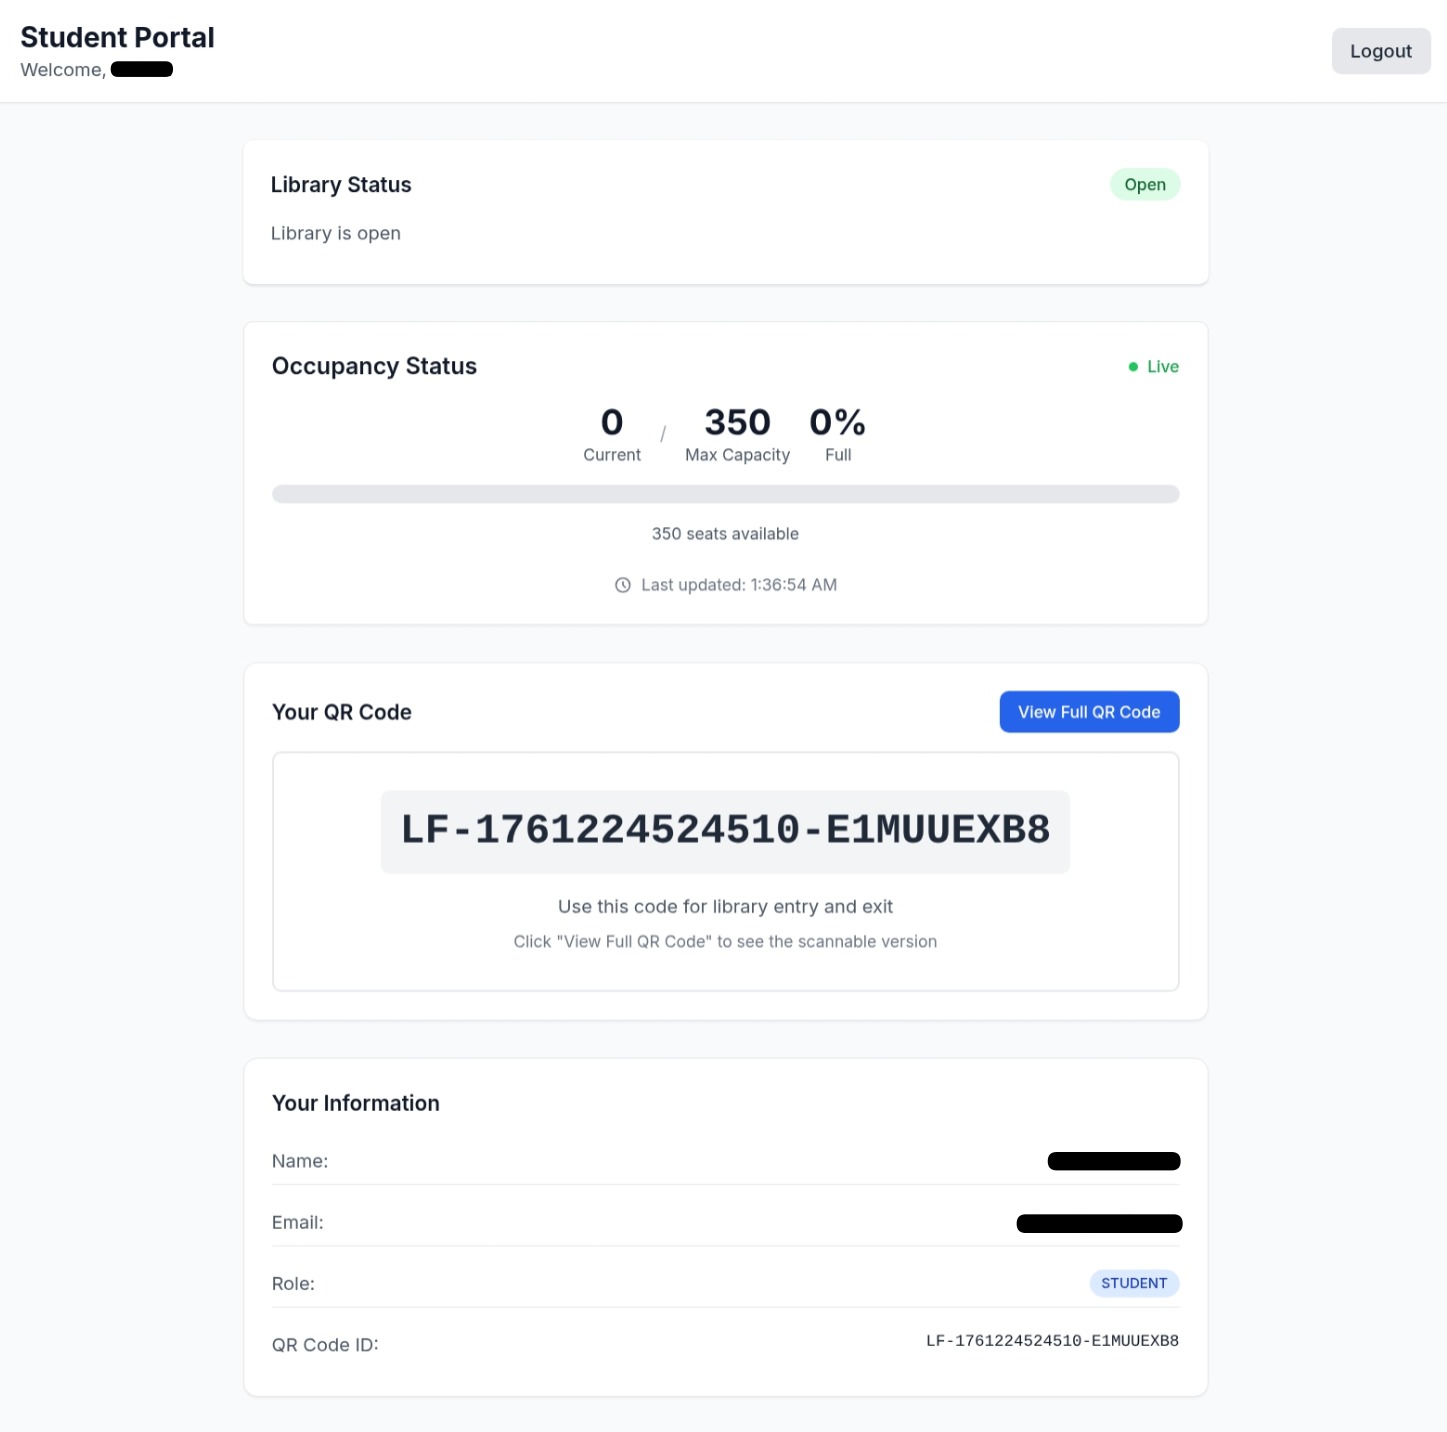 Student Portal
Welcome,
Logout
Library Status
Open
Library is open
Occupancy Status
Live
0 / 350 0%
Current Max Capacity Full
350 seats available
Last updated: 1:36:54 AM
Your QR Code
View Full QR Code
LF-1761224524510-E1MUUEXB8
Use this code for library entry and exit
Click "View Full QR Code" to see the scannable version
Your Information
Name:
Email:
Role: STUDENT
QR Code ID: LF-1761224524510-E1MUUEXB8